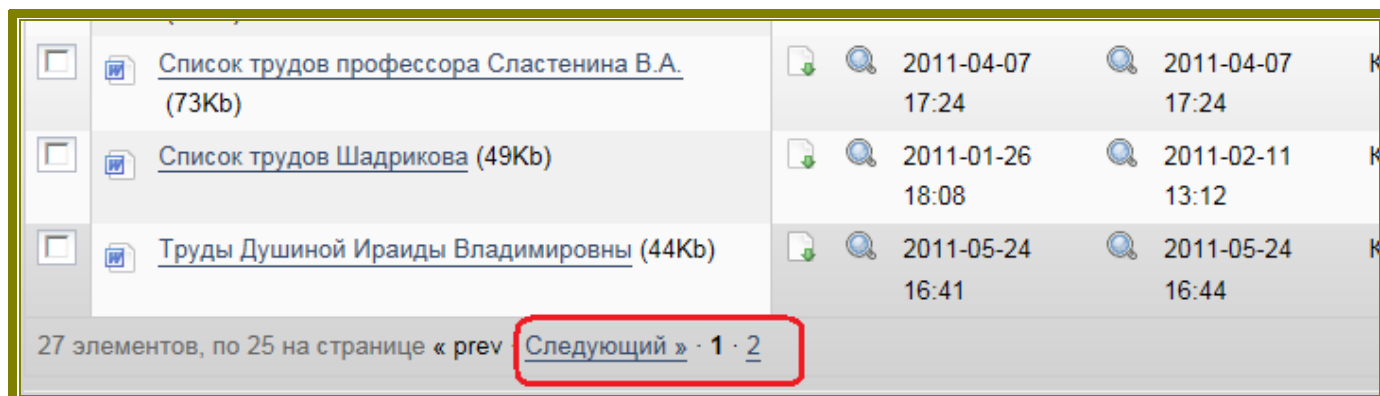 Список трудов профессора Сластенина В.А. 2011-04-07 2011-04-07 К
(73Kb) 17:24 17:24
Список трудов Шадрикова (49Kb) 2011-01-26 2011-02-11 К
18:08 13:12
Труды Душиной Ираиды Владимировны (44Kb) 2011-05-24 2011-05-24 К
16:41 16:44
27 элементов, по 25 на странице « prev · Следующий » · 1 · 2